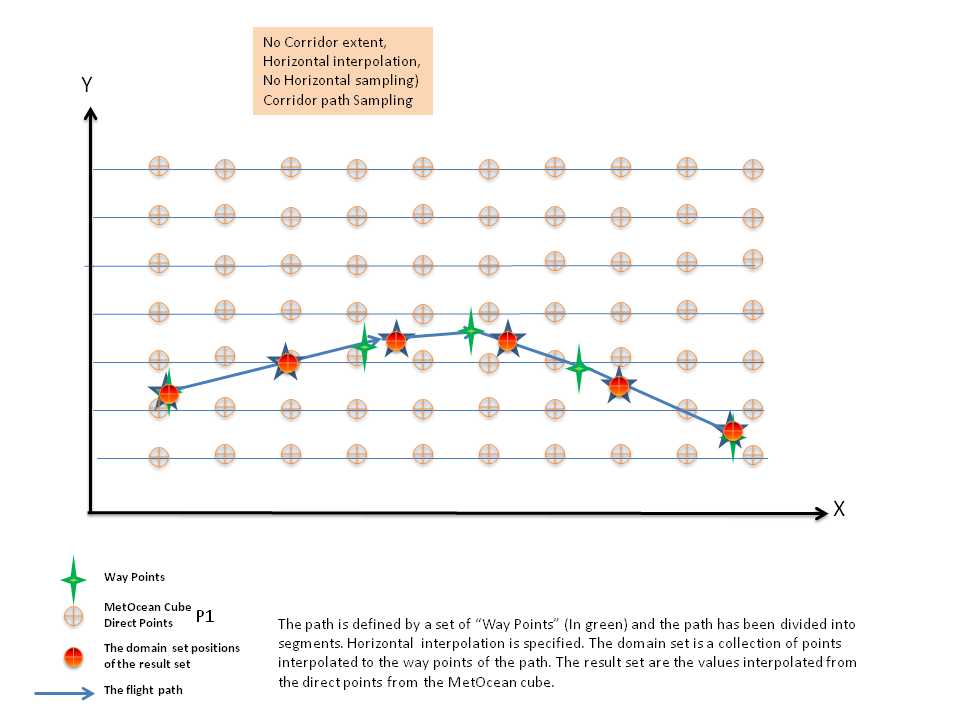 No Corridor extent,
Horizontal interpolation,
No Horizontal sampling)
Corridor path Sampling
Y
X
Way Points
MetOcean Cube
Direct Points P1
The domain set positions
of the result set
The flight path
The path is defined by a set of “Way Points” (In green) and the path has been divided into
segments. Horizontal interpolation is specified. The domain set is a collection of points
interpolated to the way points of the path. The result set are the values interpolated from
the direct points from the MetOcean cube.